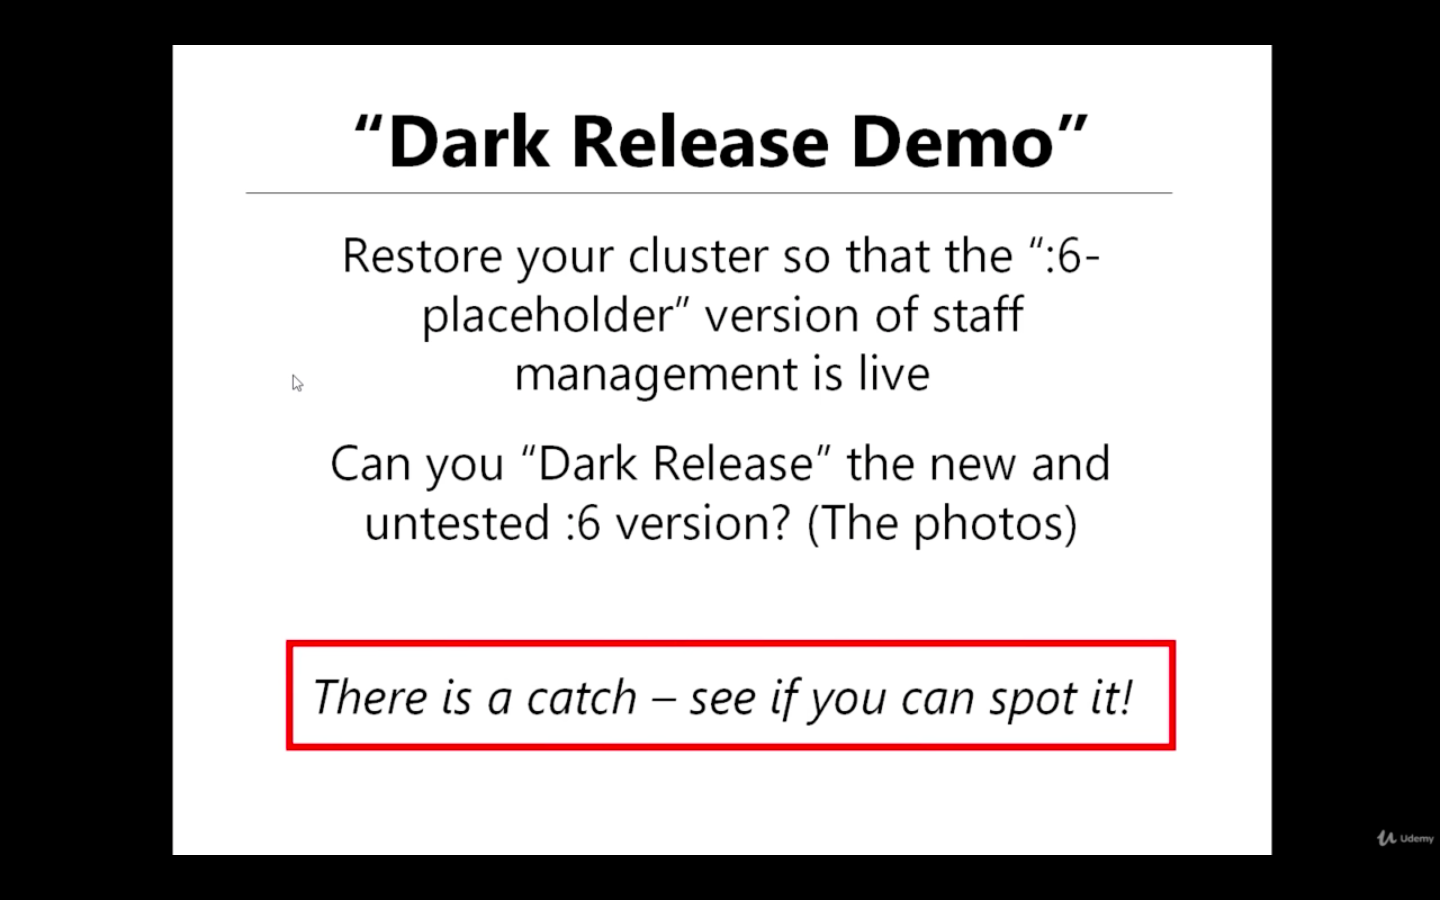 “Dark Release Demo”
Restore your cluster so that the “:6-
placeholder” version of staff
management is live
Can you “Dark Release” the new and
untested :6 version? (The photos)
There is a catch – see if you can spot it!
Udemy